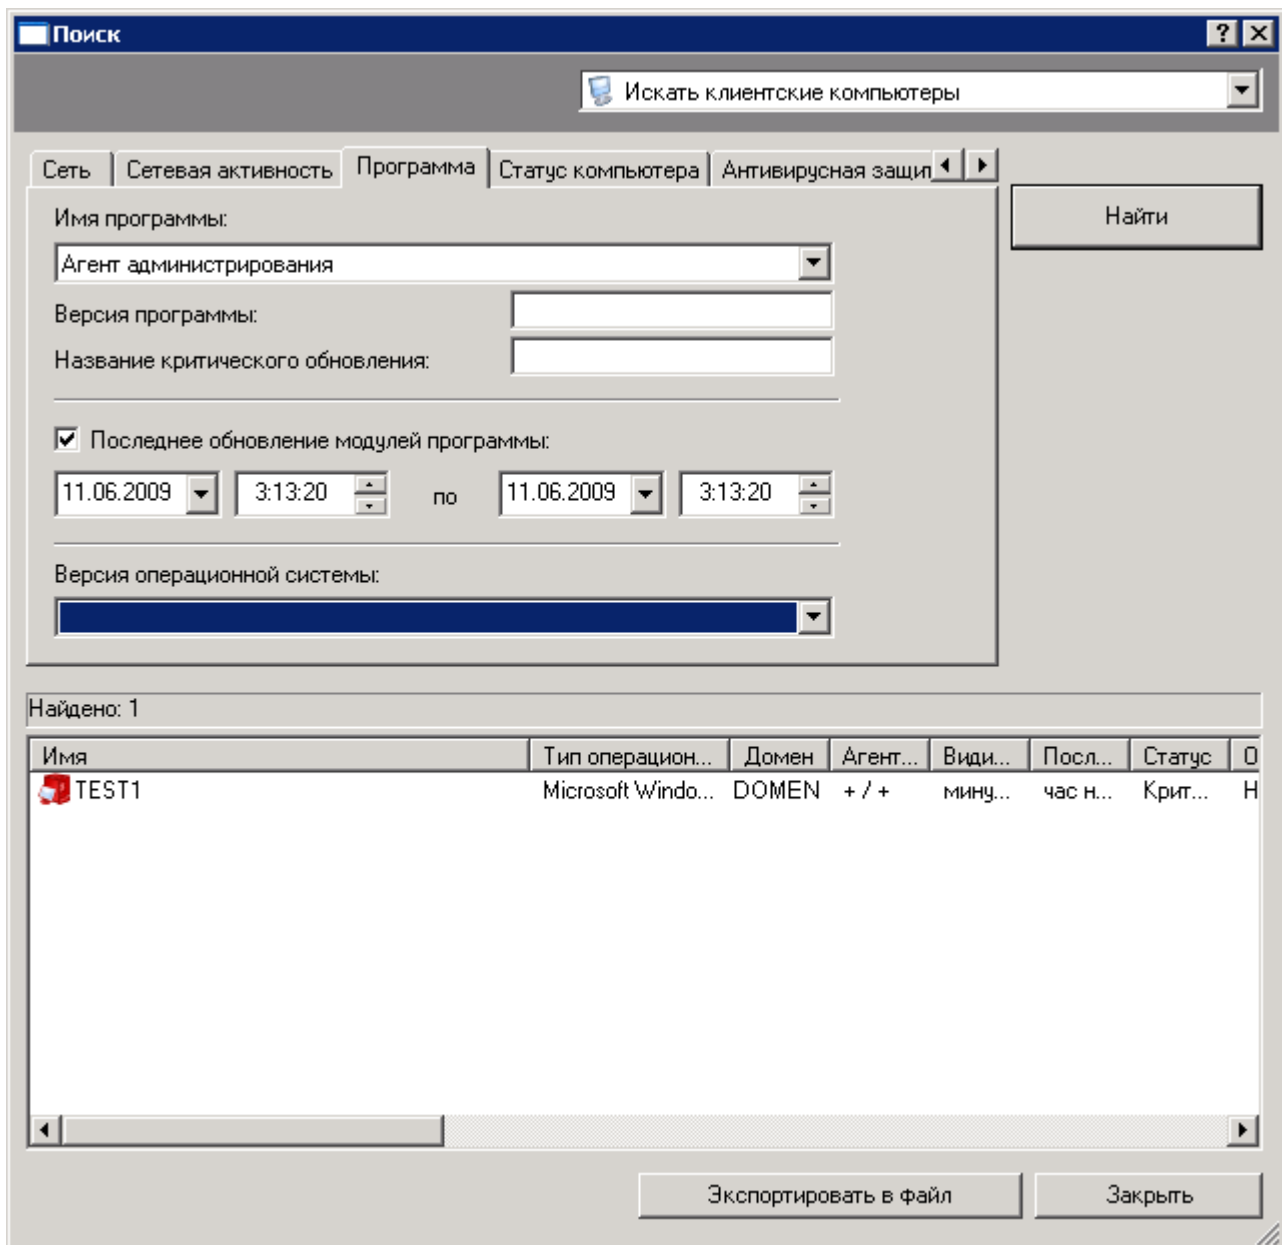 Поиск
Искать клиентские компьютеры
Сеть Сетевая активность Программа Статус компьютера Антивирусная защит
Найти
Имя программы:
Агент администрирования
Версия программы:
Название критического обновления:
Последнее обновление модулей программы:
11.06.2009 3:13:20 по 11.06.2009 3:13:20
Версия операционной системы:
Найдено: 1
Имя Тип операцион... Домен Агент... Види... Посл... Статус О
TEST1 Microsoft Windo... DOMEN + / + мину... час н... Крит... Н
Экспортировать в файл Закрыть